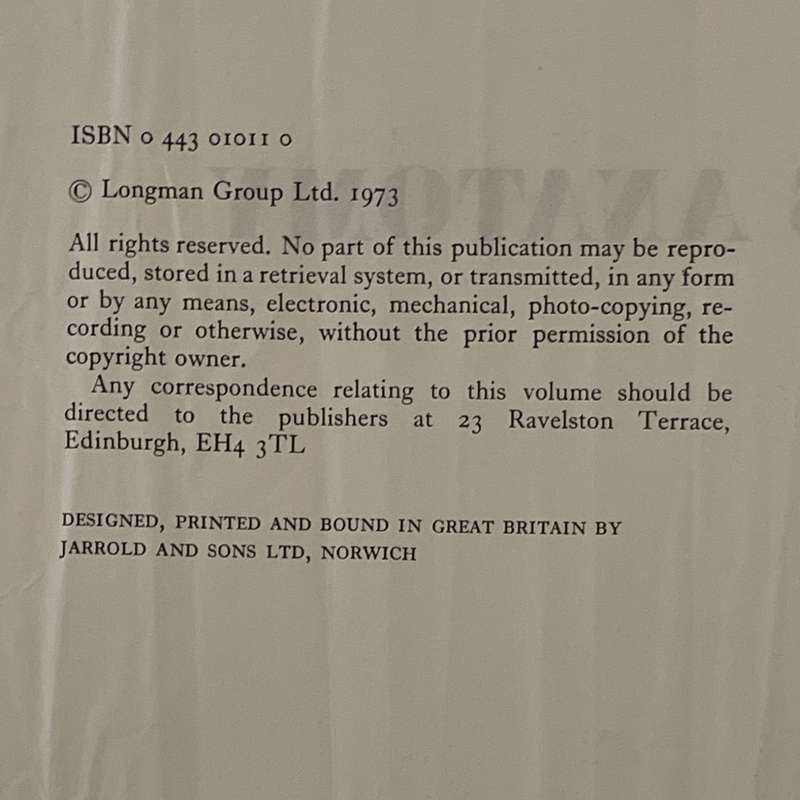 ISBN 0 443 01011 0
© Longman Group Ltd. 1973
All rights reserved. No part of this publication may be repro-
duced, stored in a retrieval system, or transmitted, in any form
or by any means, electronic, mechanical, photo-copying, re-
cording or otherwise, without the prior permission of the
copyright owner.
Any correspondence relating to this volume should be
directed to the publishers at 23 Ravelston Terrace,
Edinburgh, EH4 3TL
DESIGNED, PRINTED AND BOUND IN GREAT BRITAIN BY
JARROLD AND SONS LTD, NORWICH